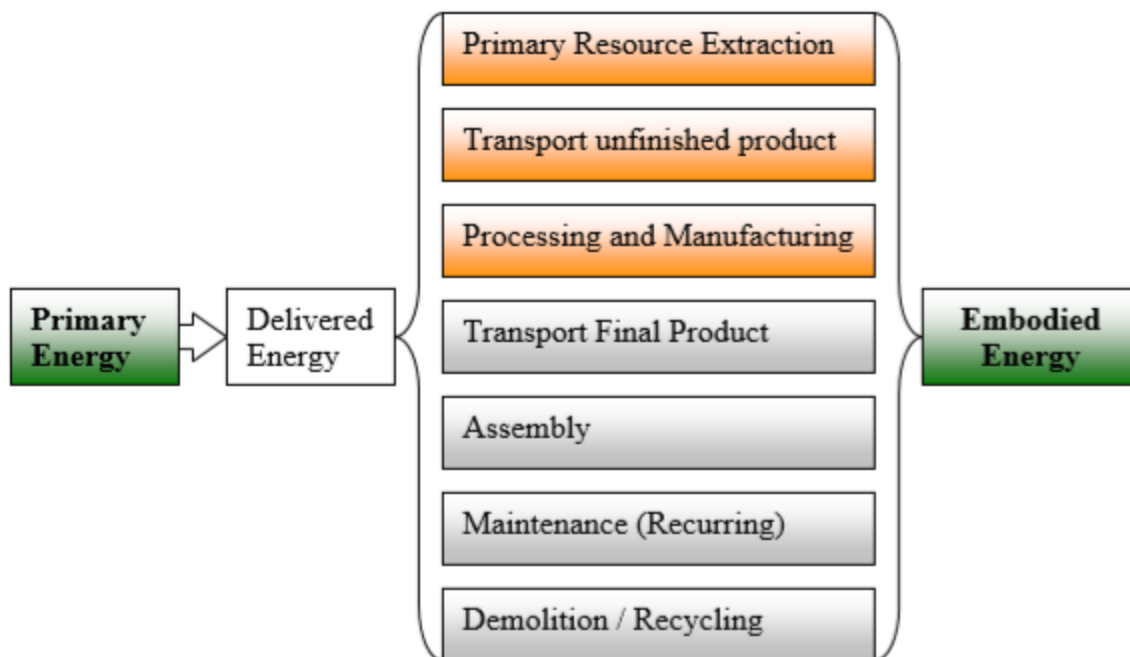 Primary Resource Extraction
Transport unfinished product
Processing and Manufacturing
Primary
Energy
Delivered
Energy
Transport Final Product
Embodied
Energy
Assembly
Maintenance (Recurring)
Demolition / Recycling